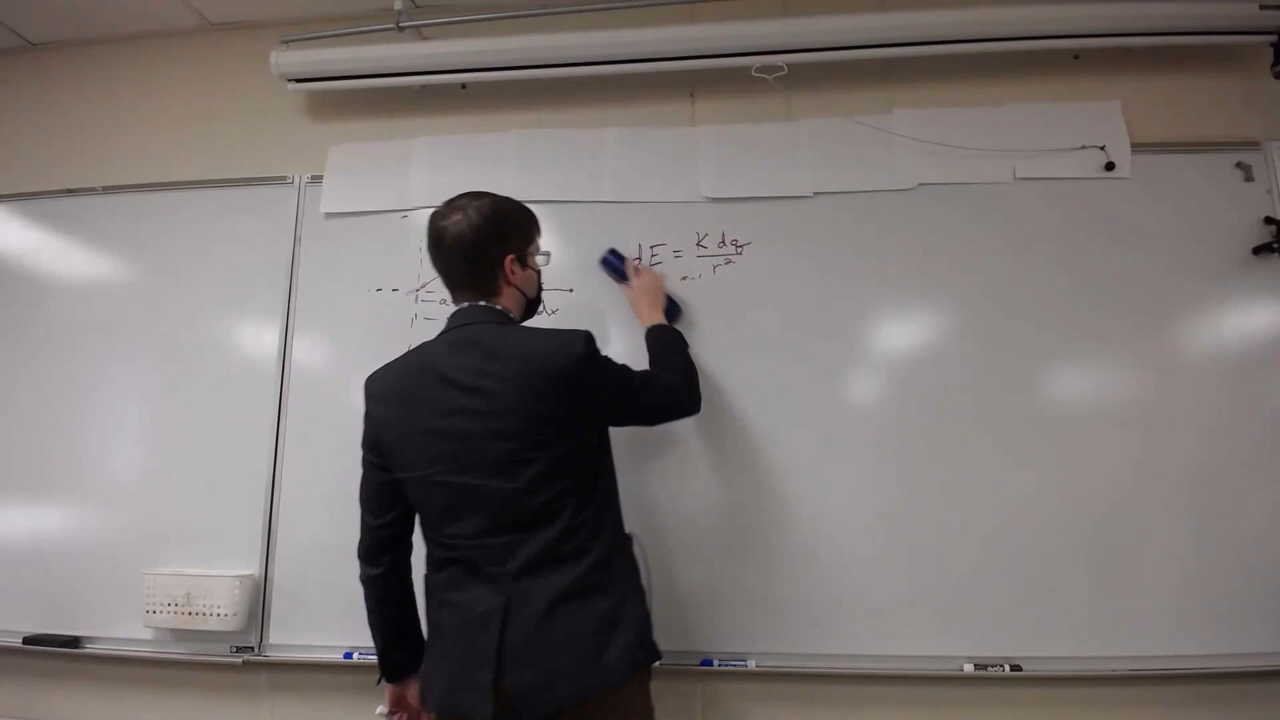 dE = K dq
r²
a
dx